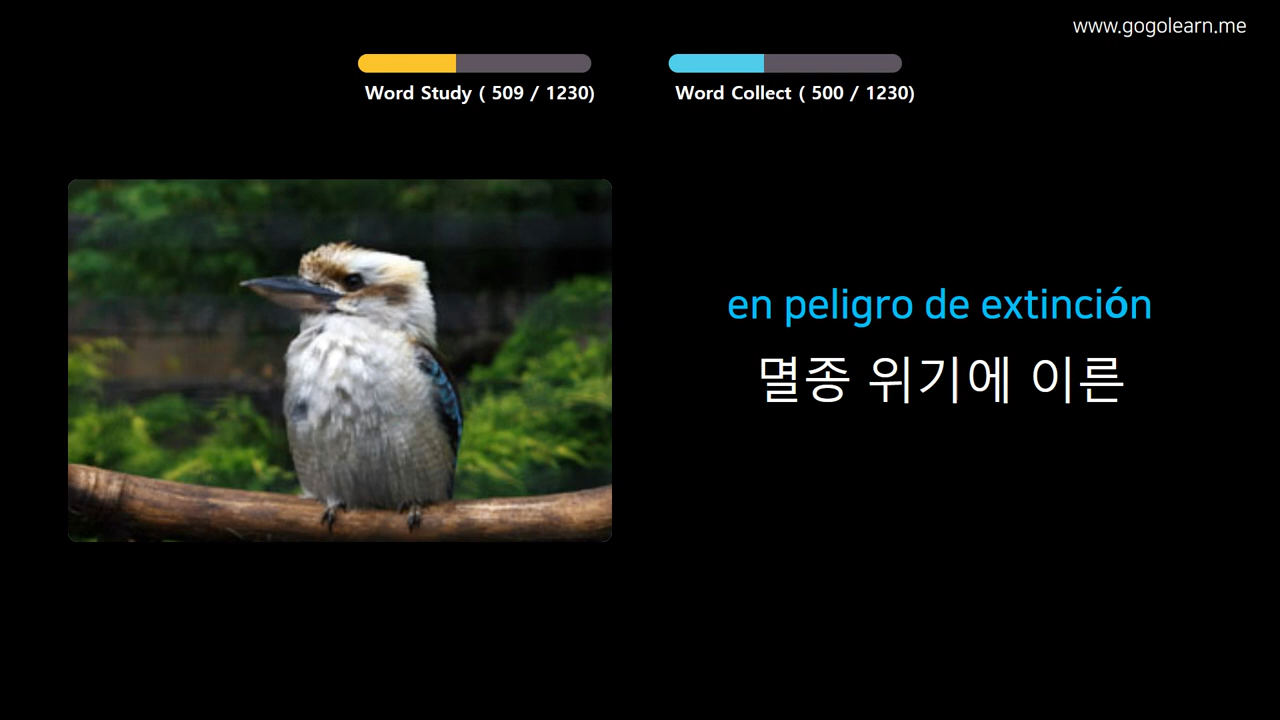 www.gogolearn.me
Word Study ( 509 / 1230)
Word Collect ( 500 / 1230)
en peligro de extinción
멸종 위기에 이른